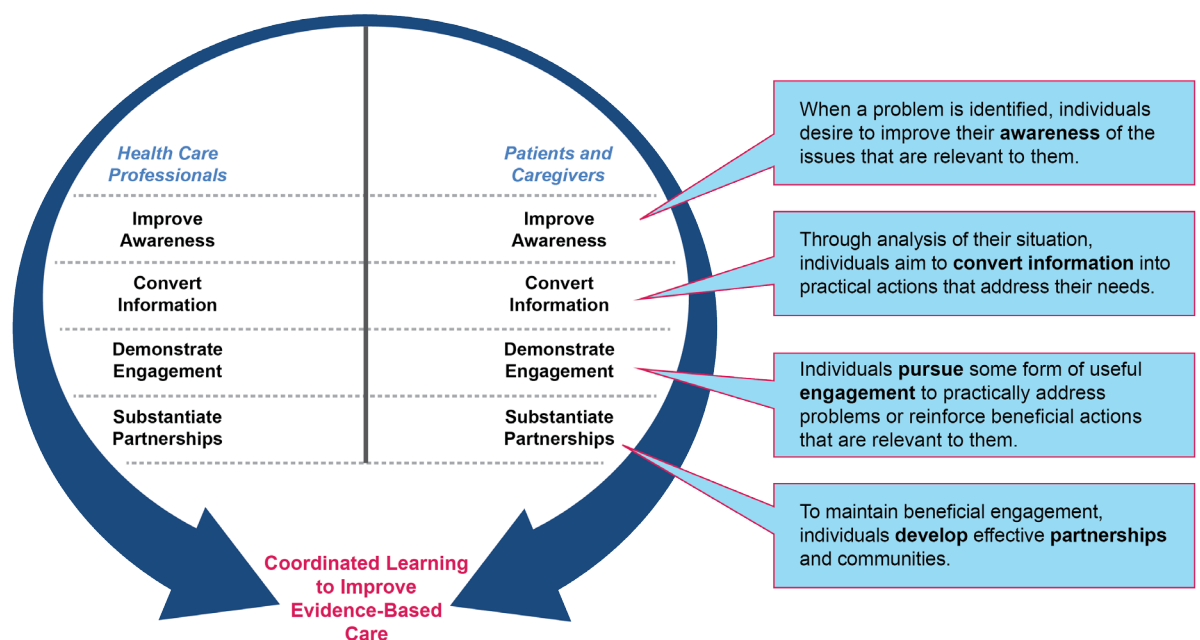 Health Care
Professionals
Improve
Awareness
Convert
Information
Demonstrate
Engagement
Substantiate
Partnerships
Patients and
Caregivers
Improve
Awareness
Convert
Information
Demonstrate
Engagement
Substantiate
Partnerships
Coordinated Learning
to Improve
Evidence-Based
Care
When a problem is identified, individuals
desire to improve their awareness of the
issues that are relevant to them.
Through analysis of their situation,
individuals aim to convert information into
practical actions that address their needs.
Individuals pursue some form of useful
engagement to practically address
problems or reinforce beneficial actions
that are relevant to them.
To maintain beneficial engagement,
individuals develop effective partnerships
and communities.